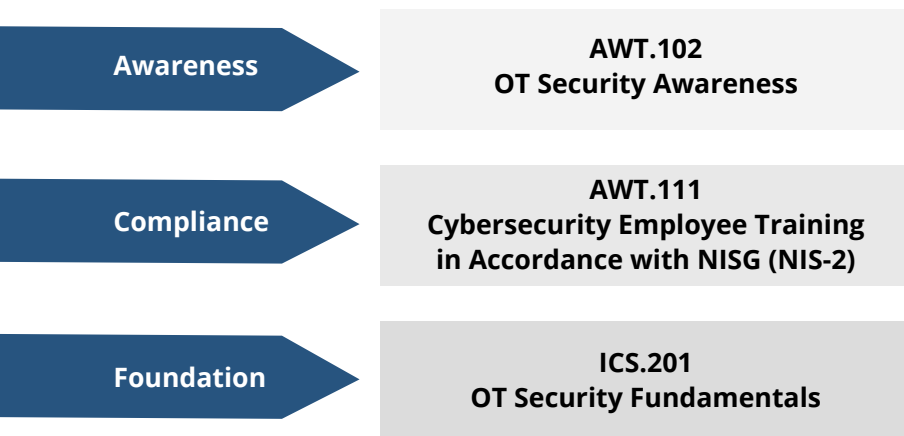 Awareness
AWT.102
OT Security Awareness
Compliance
AWT.111
Cybersecurity Employee Training
in Accordance with NISG (NIS-2)
Foundation
ICS.201
OT Security Fundamentals